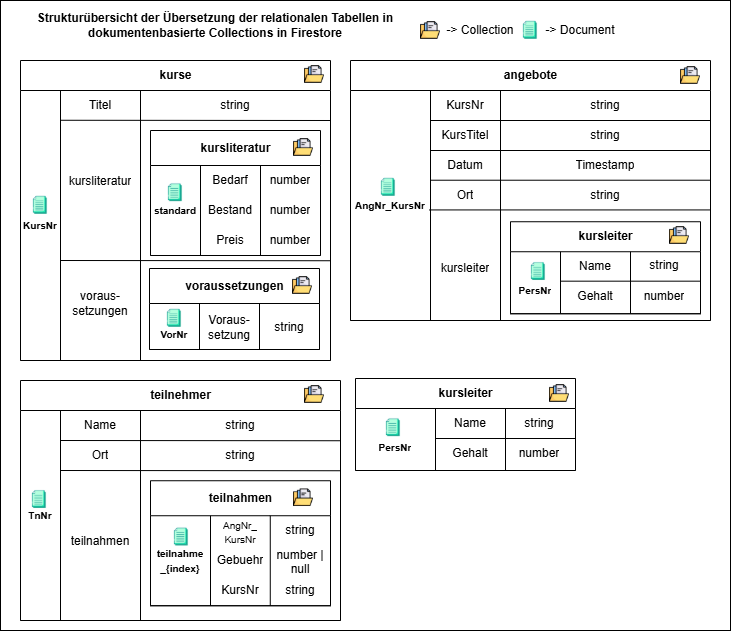 Strukturübersicht der Übersetzung der relationalen Tabellen in
dokumentenbasierte Collections in Firestore
-> Collection
-> Document
kurse
KursNr
Titel
string
kursliteratur
kursliteratur
standard
Bedarf
number
Bestand
number
Preis
number
voraus-
setzungen
voraussetzungen
VorNr
Voraus-
setzung
string
angebote
AngNr_KursNr
KursNr
string
KursTitel
string
Datum
Timestamp
Ort
string
kursleiter
kursleiter
PersNr
Name
string
Gehalt
number
teilnehmer
TnNr
Name
string
Ort
string
teilnahmen
teilnahmen
teilnahme
_{index}
AngNr_
KursNr
string
Gebuehr
number |
null
KursNr
string
kursleiter
PersNr
Name
string
Gehalt
number